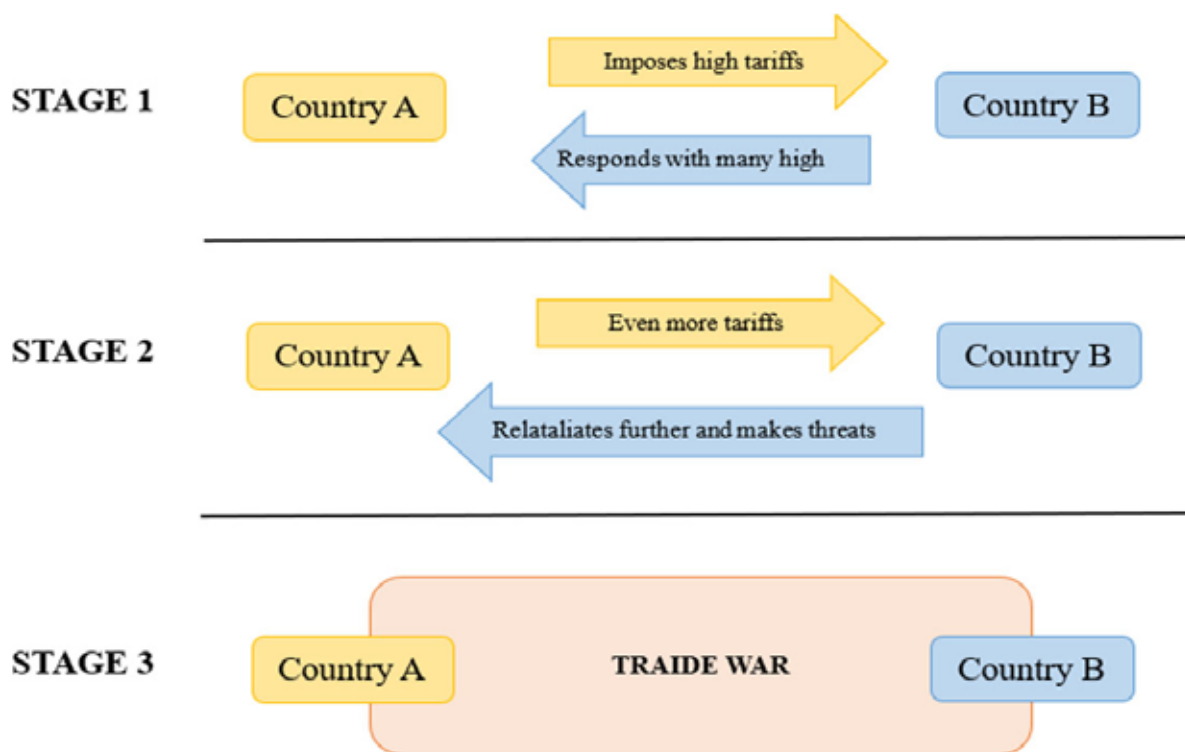 Imposes high tariffs
STAGE 1
Country A
Country B
Responds with many high
Even more tariffs
STAGE 2
Country A
Country B
Relataliates further and makes threats
STAGE 3
Country A
TRAIDE WAR
Country B